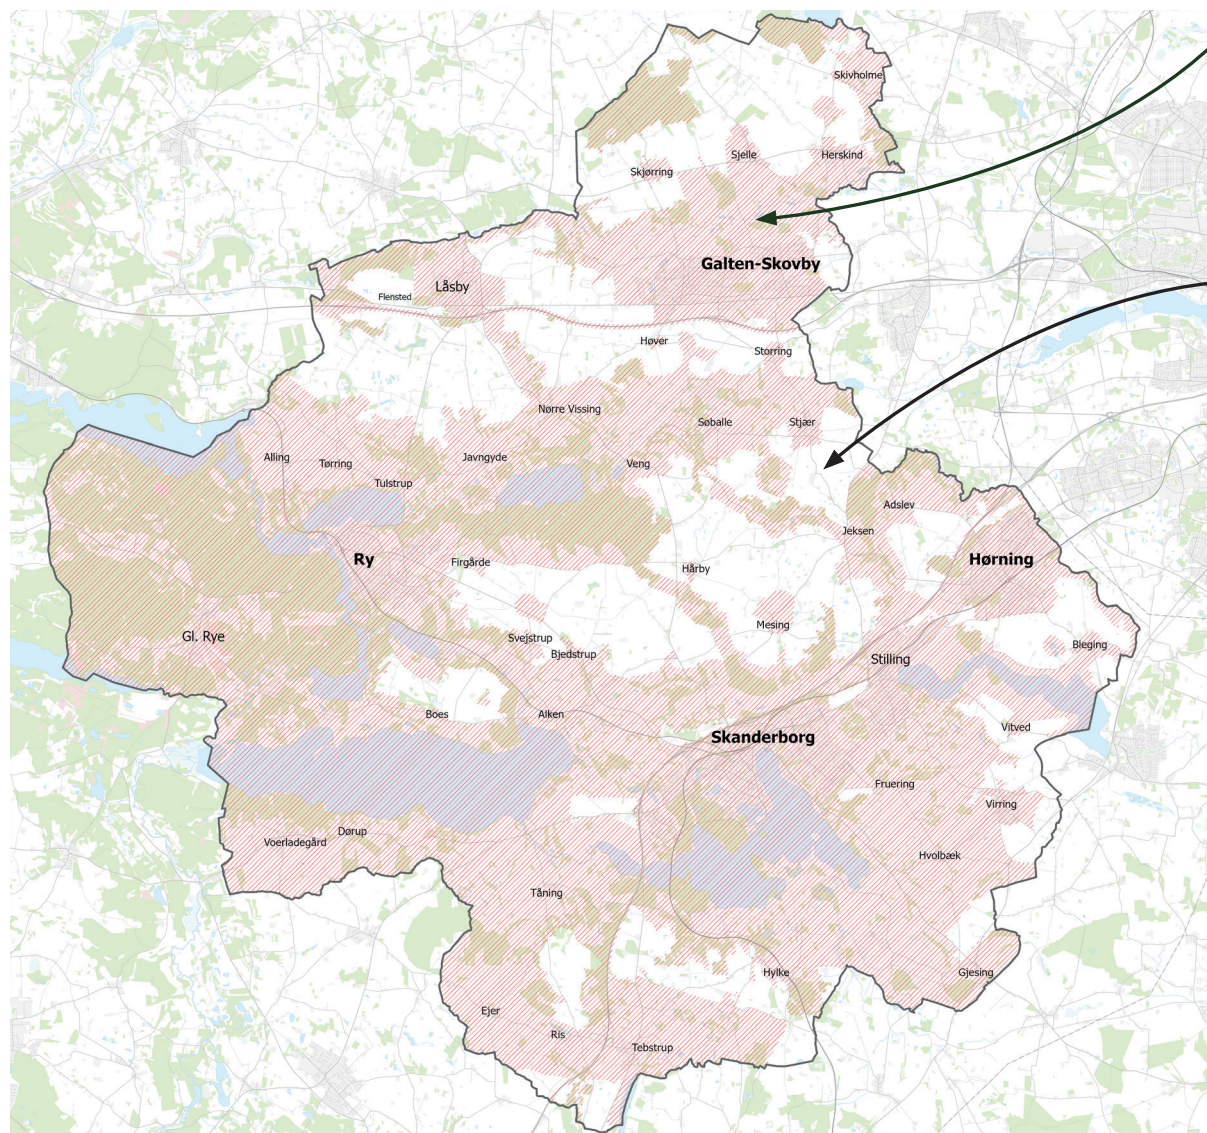 Skivholme
Sjelle
Herskind
Skjørring
Galten-Skovby
Låsby
Flensted
Høver
Storring
Nørre Vissing
Søballe
Stjær
Alling
Tørring
Javngyde
Veng
Tulstrup
Adslev
Jeksen
Ry
Firgårde
Hårby
Hørning
Mesing
Gl. Rye
Svejstrup
Bjedstrup
Stilling
Bleging
Boes
Alken
Vitved
Skanderborg
Fruering
Virring
Voerladegård
Dørup
Hvolbæk
Tåning
Hylke
Gjesing
Ejer
Ris
Tebstrup